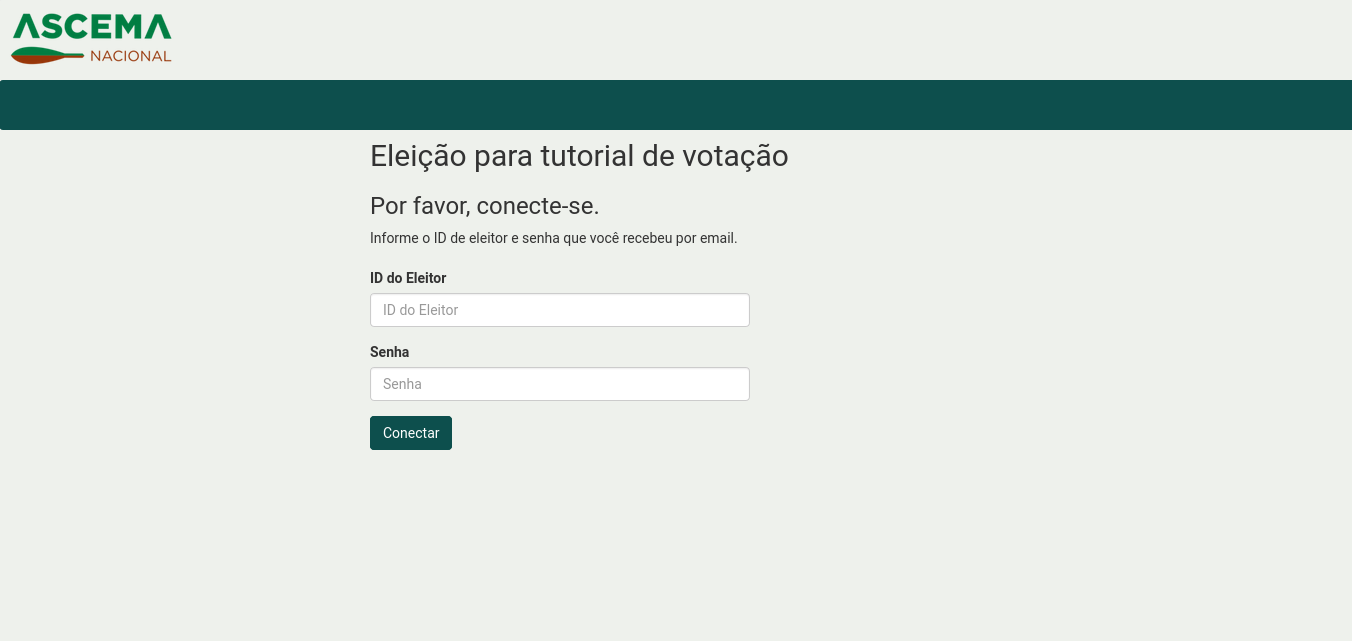 ASCEMA
NACIONAL
Eleição para tutorial de votação
Por favor, conecte-se.
Informe o ID de eleitor e senha que você recebeu por email.
ID do Eleitor
ID do Eleitor
Senha
Senha
Conectar